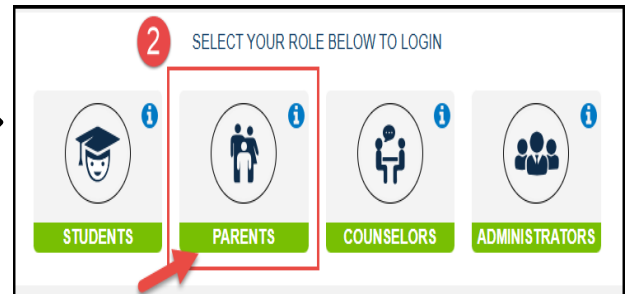 2 SELECT YOUR ROLE BELOW TO LOGIN
i i i i
STUDENTS PARENTS COUNSELORS ADMINISTRATORS